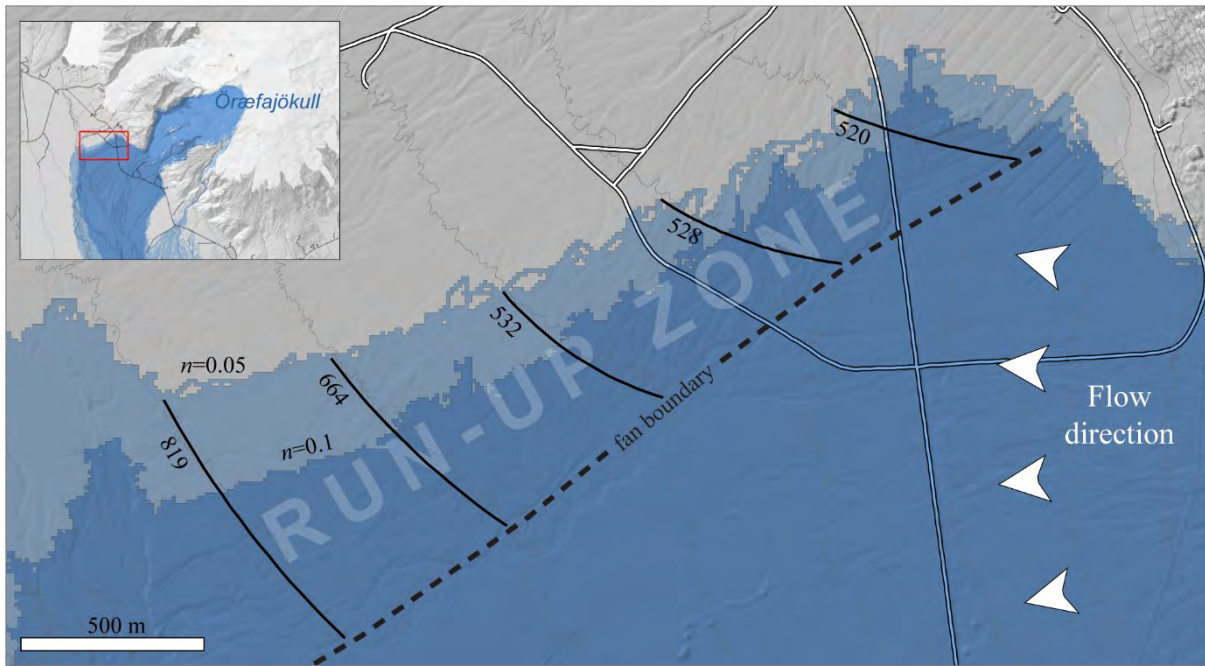 Öræfajökull
520
528
532
n=0.05
664
819
n=0.1
RUN-UP ZONE
fan boundary
Flow
direction
500 m